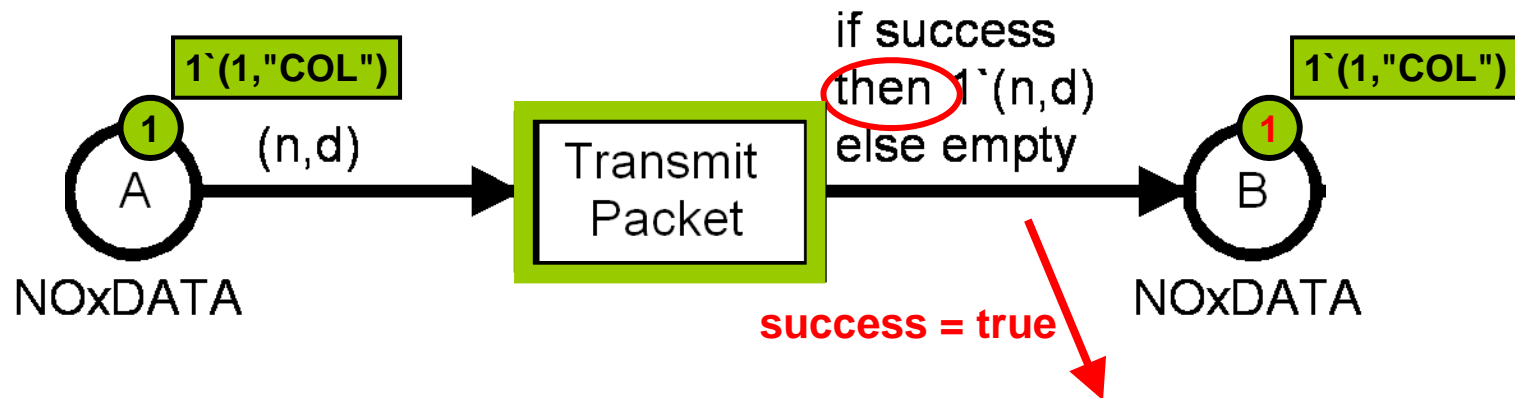 1`(1,"COL")
1
A
NOxDATA
(n,d)
Transmit
Packet
if success
then 1`(n,d)
else empty
success = true
1`(1,"COL")
1
B
NOxDATA